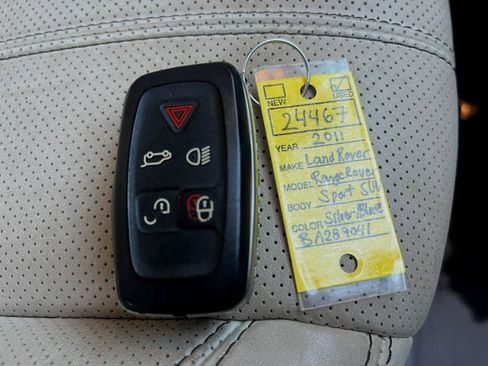 NEW
USED
24467
YEAR 2011
MAKE Land Rover
MODEL Range Rover
BODY Sport SUV
COLOR Silver/Blue
BA289041